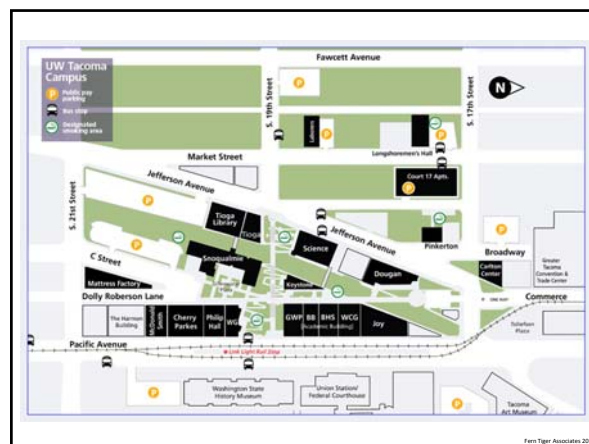 UW Tacoma
Campus
P Public pay
parking
Bus stop
Designated
smoking area
Fawcett Avenue
S. 19th Street
S. 17th Street
N
P
Laborers
P
P
Longshoremen's Hall
Market Street
Court 17 Apts.
P
Jefferson Avenue
S. 21st Street
P
Tioga
Library
Tioga
Science
Jefferson Avenue
Pinkerton
P
Broadway
P
Snoqualmie
C Street
Keystone
Dougan
Carlton
Center
Greater
Tacoma
Convention &
Trade Center
Mattress Factory
Dolly Roberson Lane
ONE WAY
Commerce
The Harmon
Building
McDonald
Smith
Cherry
Parkes
Philip
Hall
WG
GWP BB BHS WCG
(Academic Building)
Joy
Tollefson
Plaza
Pacific Avenue
Link Light Rail Stop
P
Washington State
History Museum
Union Station/
Federal Courthouse
P
P
Tacoma
Art Museum
Fern Tiger Associates 20